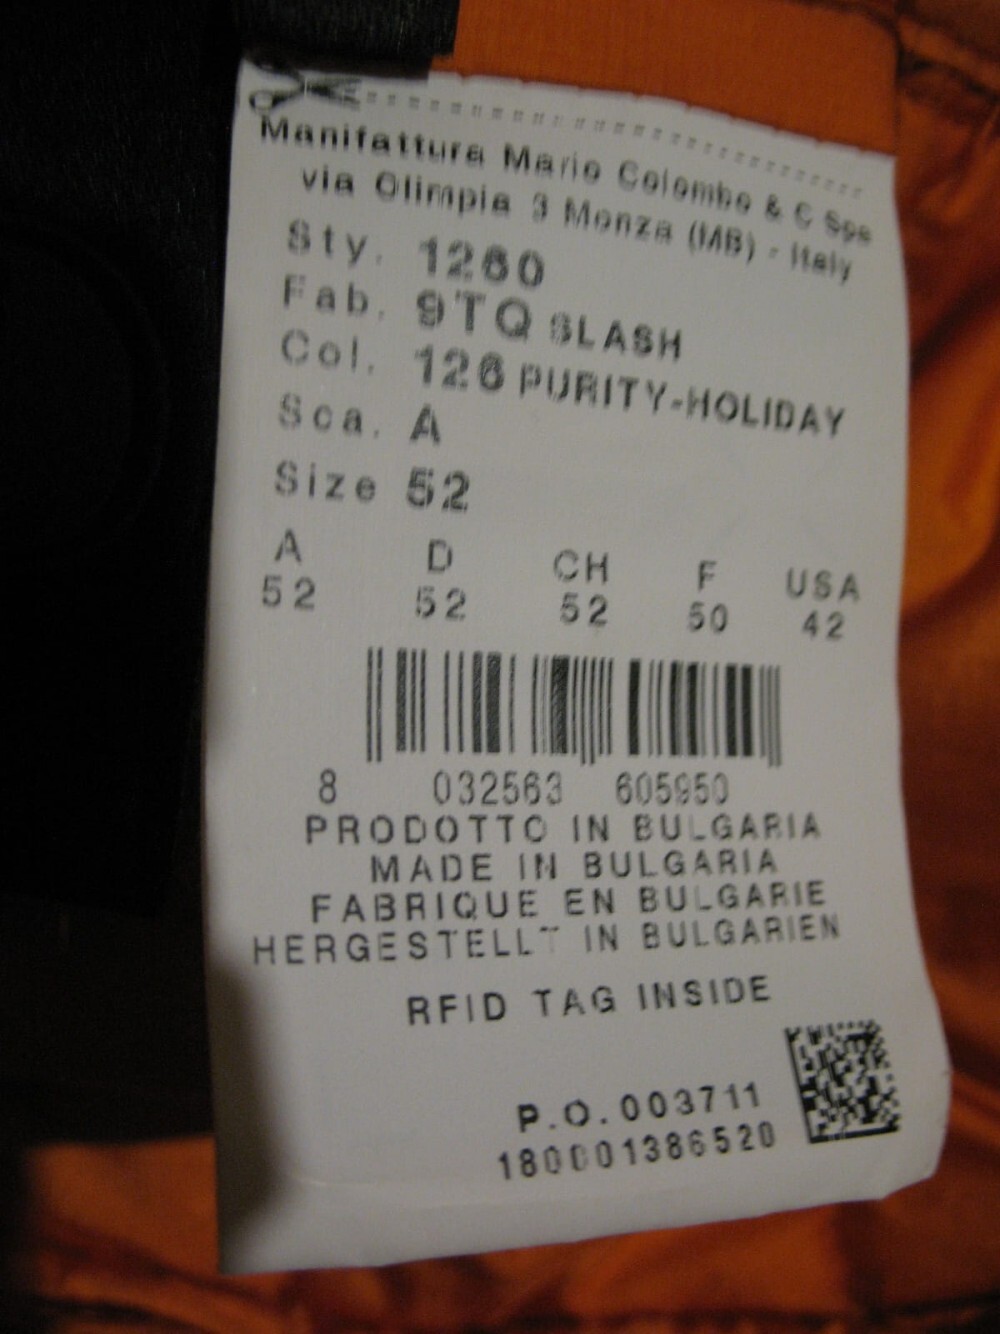 Manifattura Mario Colombo & C Spa
via Olimpia 3 Monza (MB) - Italy
Sty. 1260
Fab. 9TQ SLASH
Col. 126 PURITY-HOLIDAY
Sca. A
Size 52
A D CH F USA
52 52 52 50 42
8 032563 605950
PRODOTTO IN BULGARIA
MADE IN BULGARIA
FABRIQUE EN BULGARIE
HERGESTELLT IN BULGARIEN
RFID TAG INSIDE
P.O. 003711
180001386520